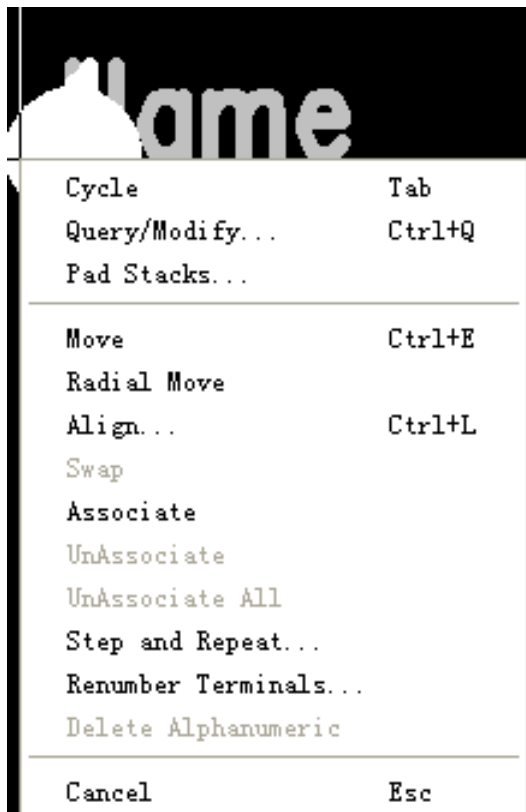 Name
Cycle Tab
Query/Modify... Ctrl+Q
Pad Stacks...
Move Ctrl+E
Radial Move
Align... Ctrl+L
Swap
Associate
UnAssociate
UnAssociate All
Step and Repeat...
Renumber Terminals...
Delete Alphanumeric
Cancel Esc